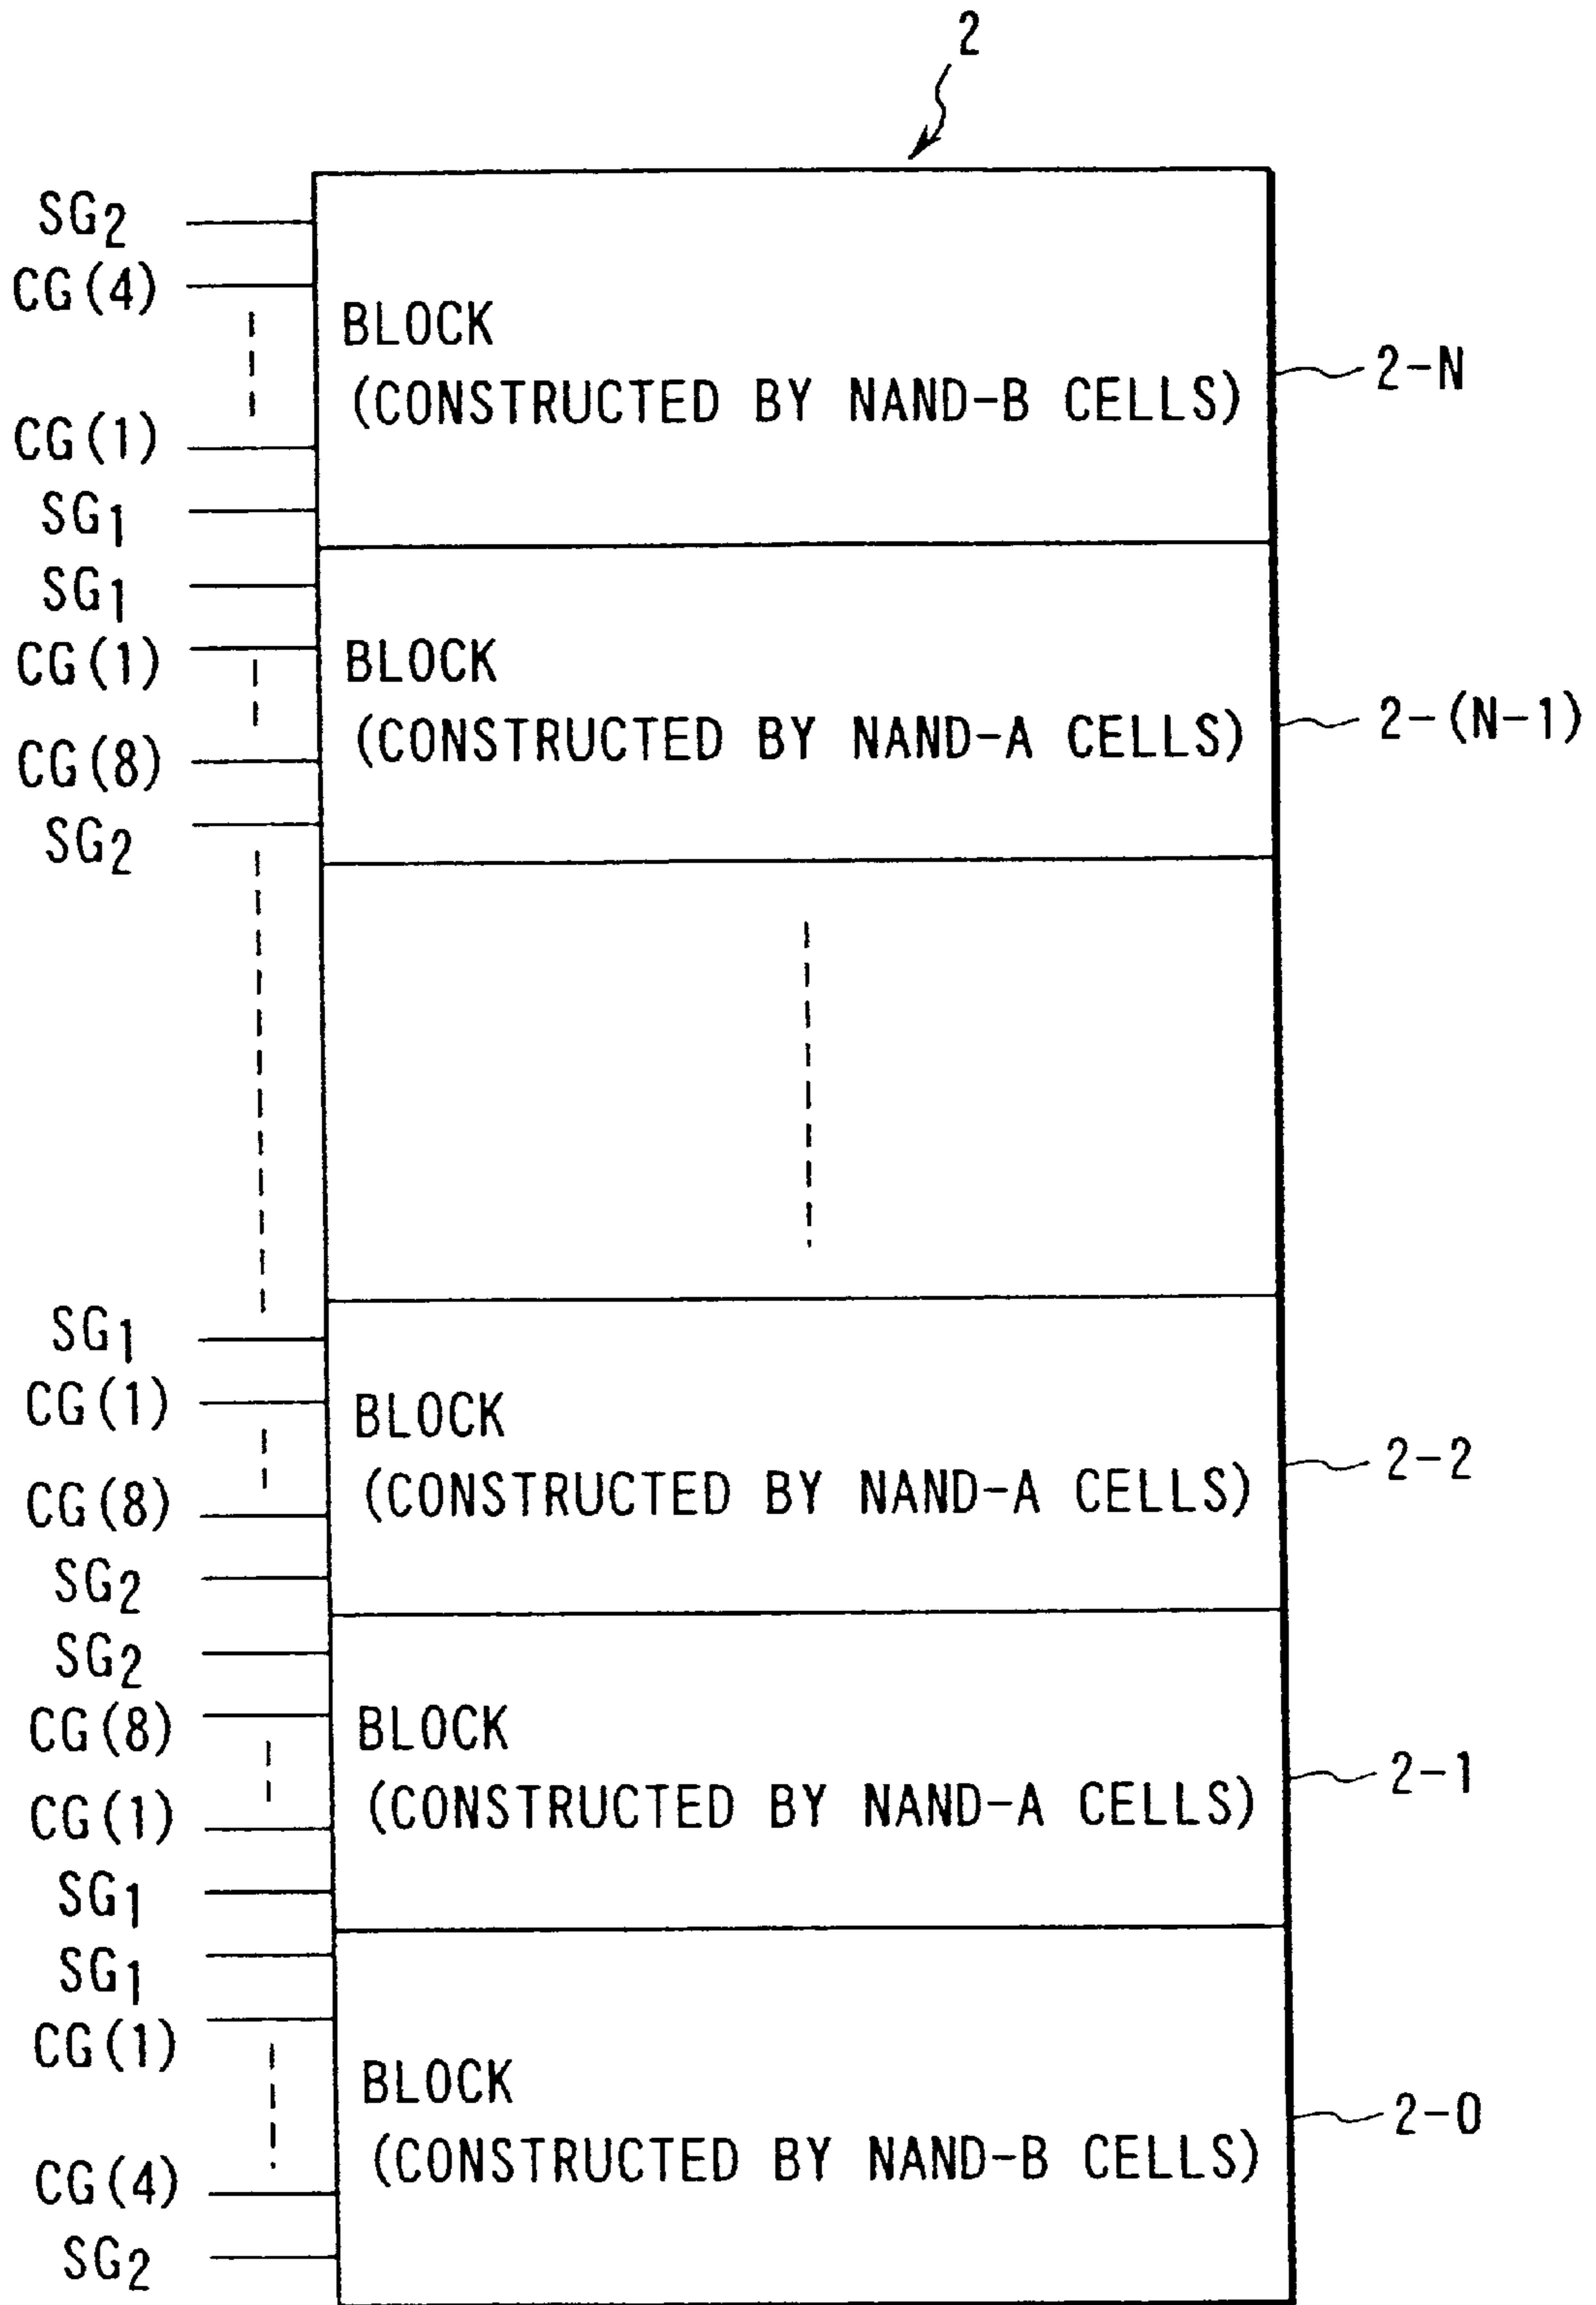 2
SG2
CG(4)
BLOCK
(CONSTRUCTED BY NAND-B CELLS)
2-N
CG(1)
SG1
SG1
CG(1)
BLOCK
(CONSTRUCTED BY NAND-A CELLS)
2-(N-1)
CG(8)
SG2
SG1
CG(1)
BLOCK
(CONSTRUCTED BY NAND-A CELLS)
2-2
CG(8)
SG2
SG2
CG(8)
BLOCK
(CONSTRUCTED BY NAND-A CELLS)
2-1
CG(1)
SG1
SG1
CG(1)
BLOCK
(CONSTRUCTED BY NAND-B CELLS)
2-0
CG(4)
SG2